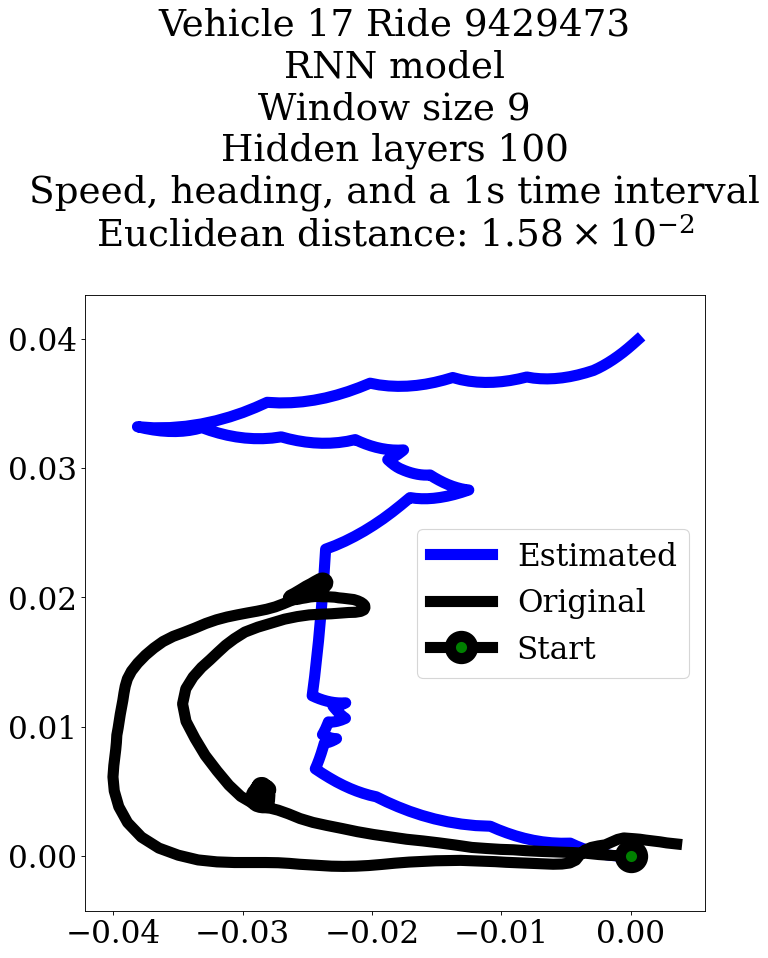 Vehicle 17 Ride 9429473
RNN model
Window size 9
Hidden layers 100
Speed, heading, and a 1s time interval
Euclidean distance: 1.58 × 10⁻²
0.04
0.03
0.02
0.01
0.00
Estimated
Original
Start
−0.04 −0.03 −0.02 −0.01 0.00